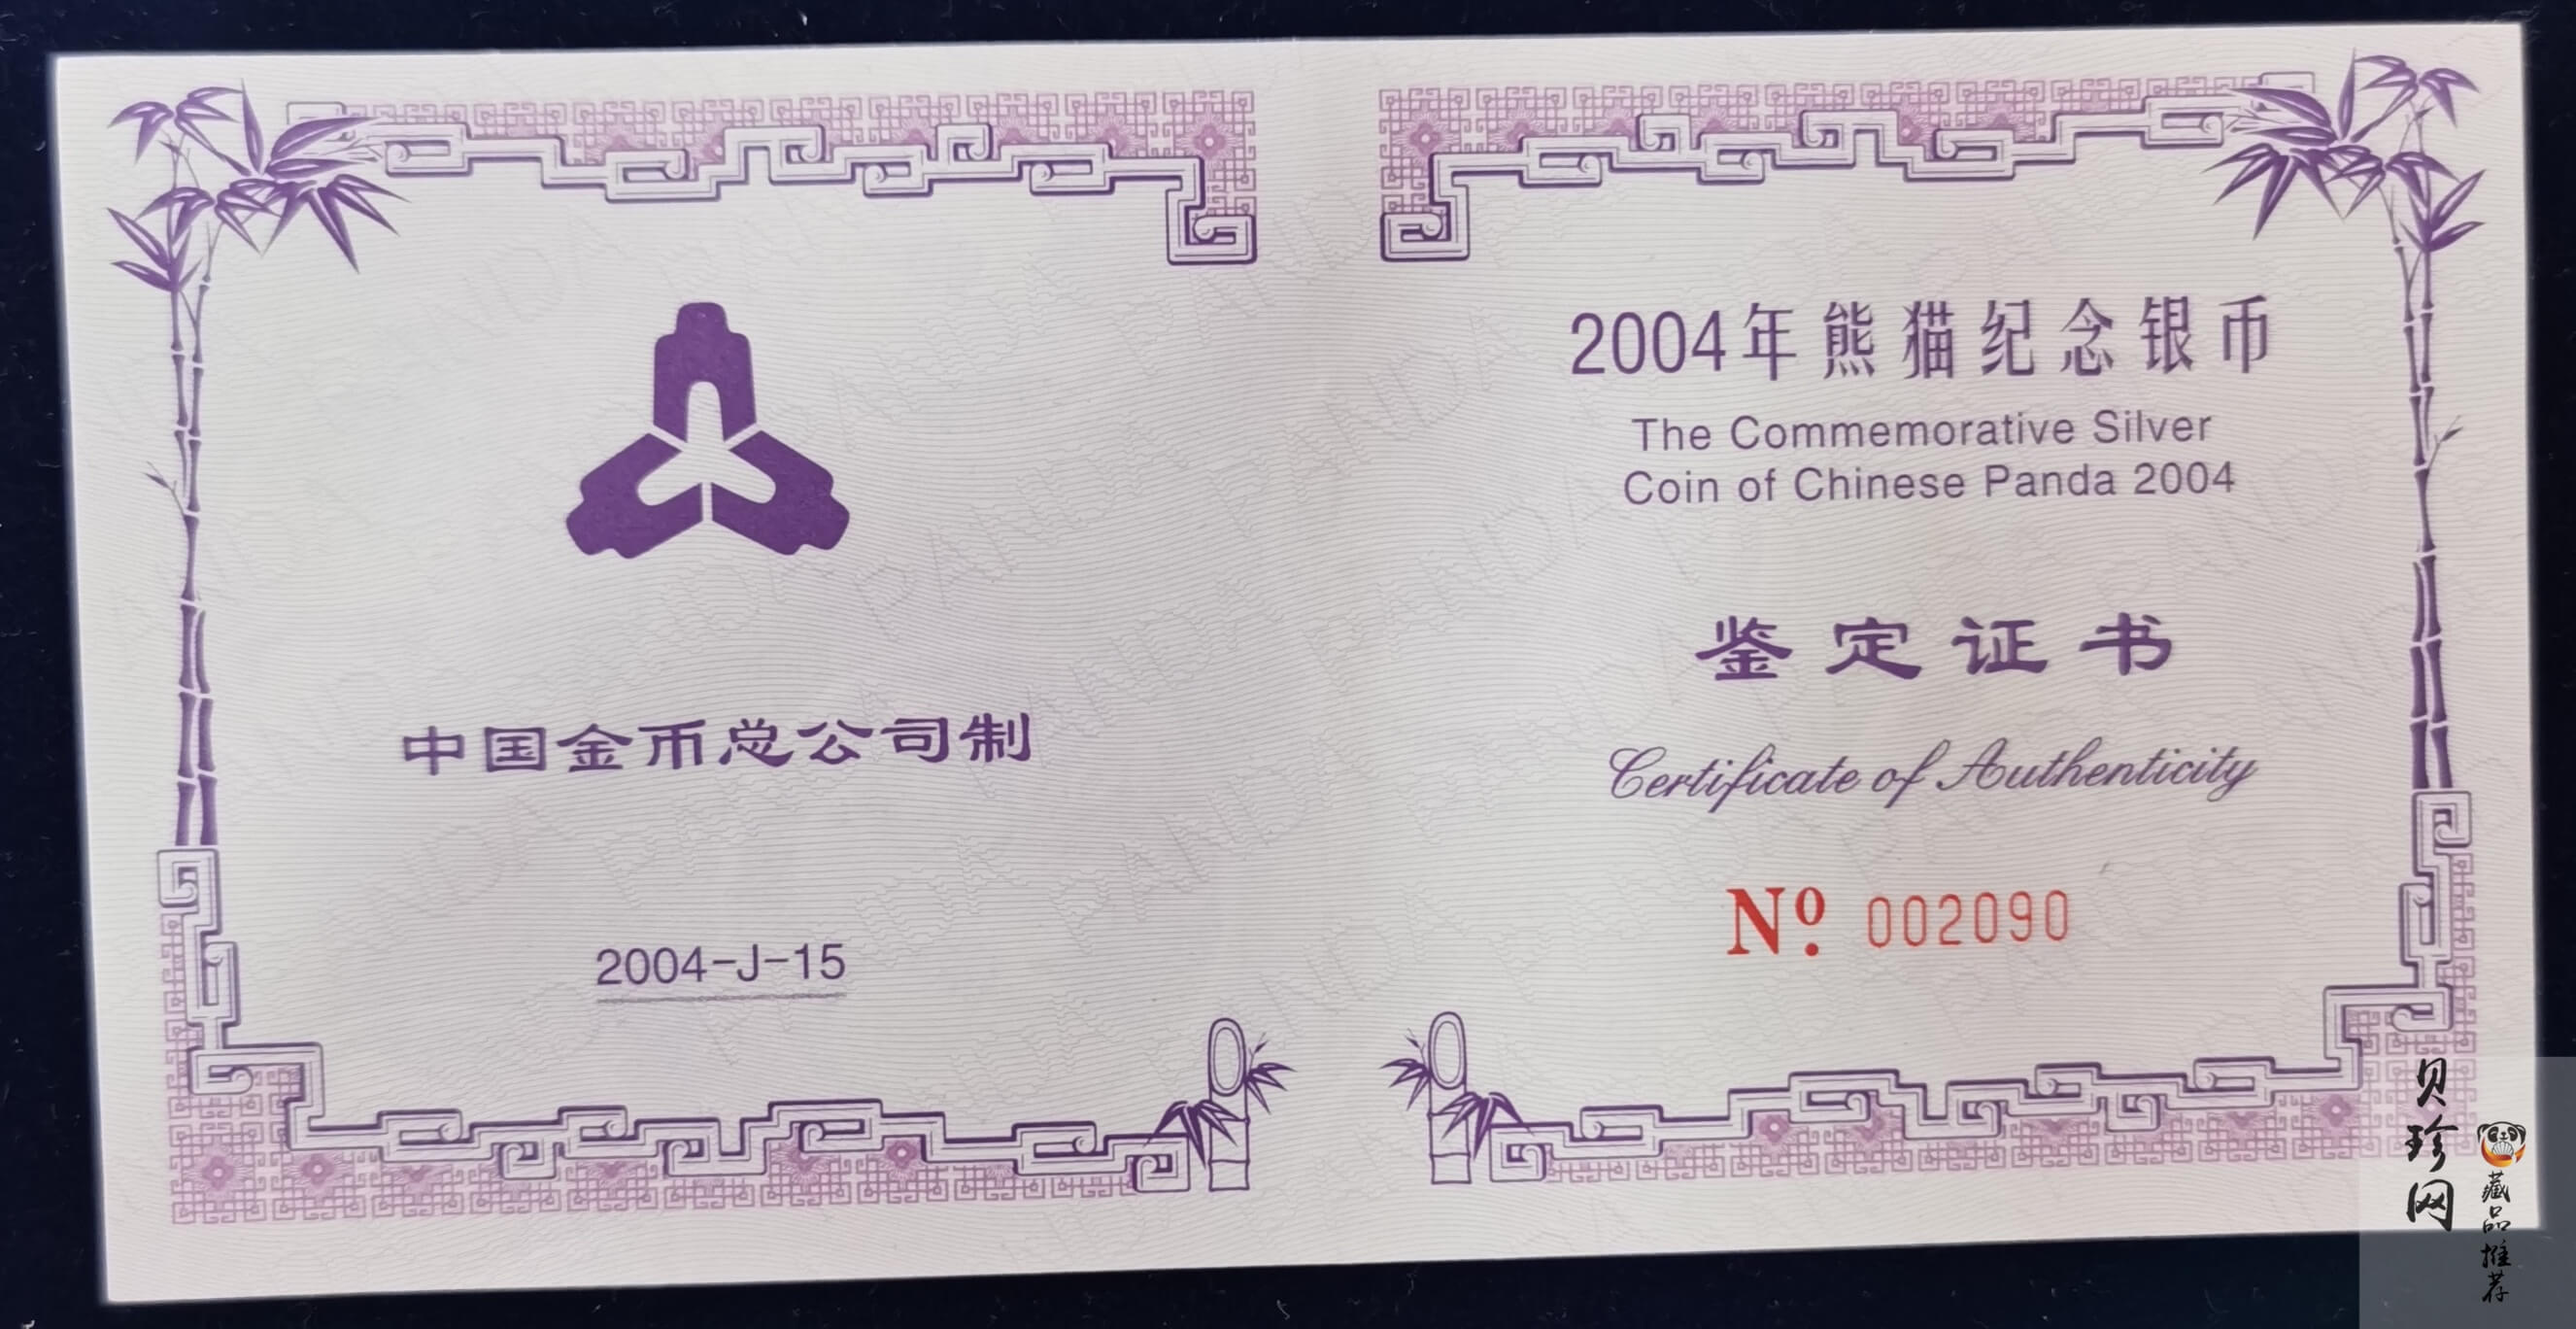 中国金币总公司制
2004-J-15
2004年熊猫纪念银币
The Commemorative Silver
Coin of Chinese Panda 2004
鉴定证书
Certificate of Authenticity
Nº. 002090
贝珍网
藏品推荐